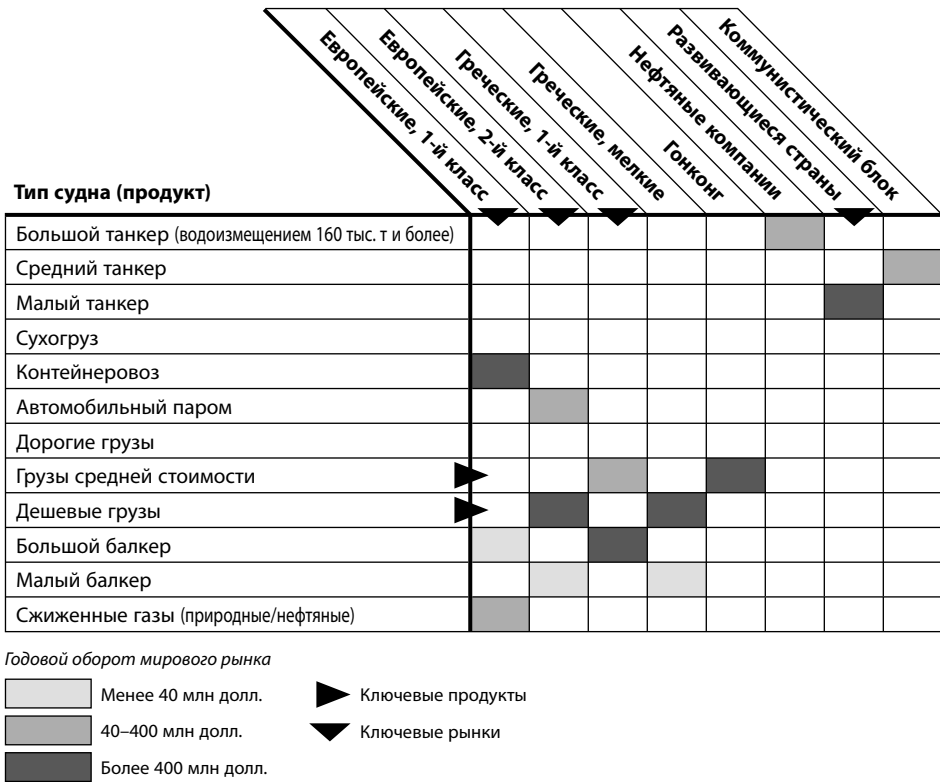 Европейские, 1-й класс
Европейские, 2-й класс
Греческие, 1-й класс
Греческие, мелкие
Гонконг
Нефтяные компании
Развивающиеся страны
Коммунистический блок
Тип судна (продукт)
Большой танкер (водоизмещением 160 тыс. т и более)
Средний танкер
Малый танкер
Сухогруз
Контейнеровоз
Автомобильный паром
Дорогие грузы
Грузы средней стоимости
Дешевые грузы
Большой балкер
Малый балкер
Сжиженные газы (природные/нефтяные)
Годовой оборот мирового рынка
Менее 40 млн долл.
Ключевые продукты
40–400 млн долл.
Ключевые рынки
Более 400 млн долл.